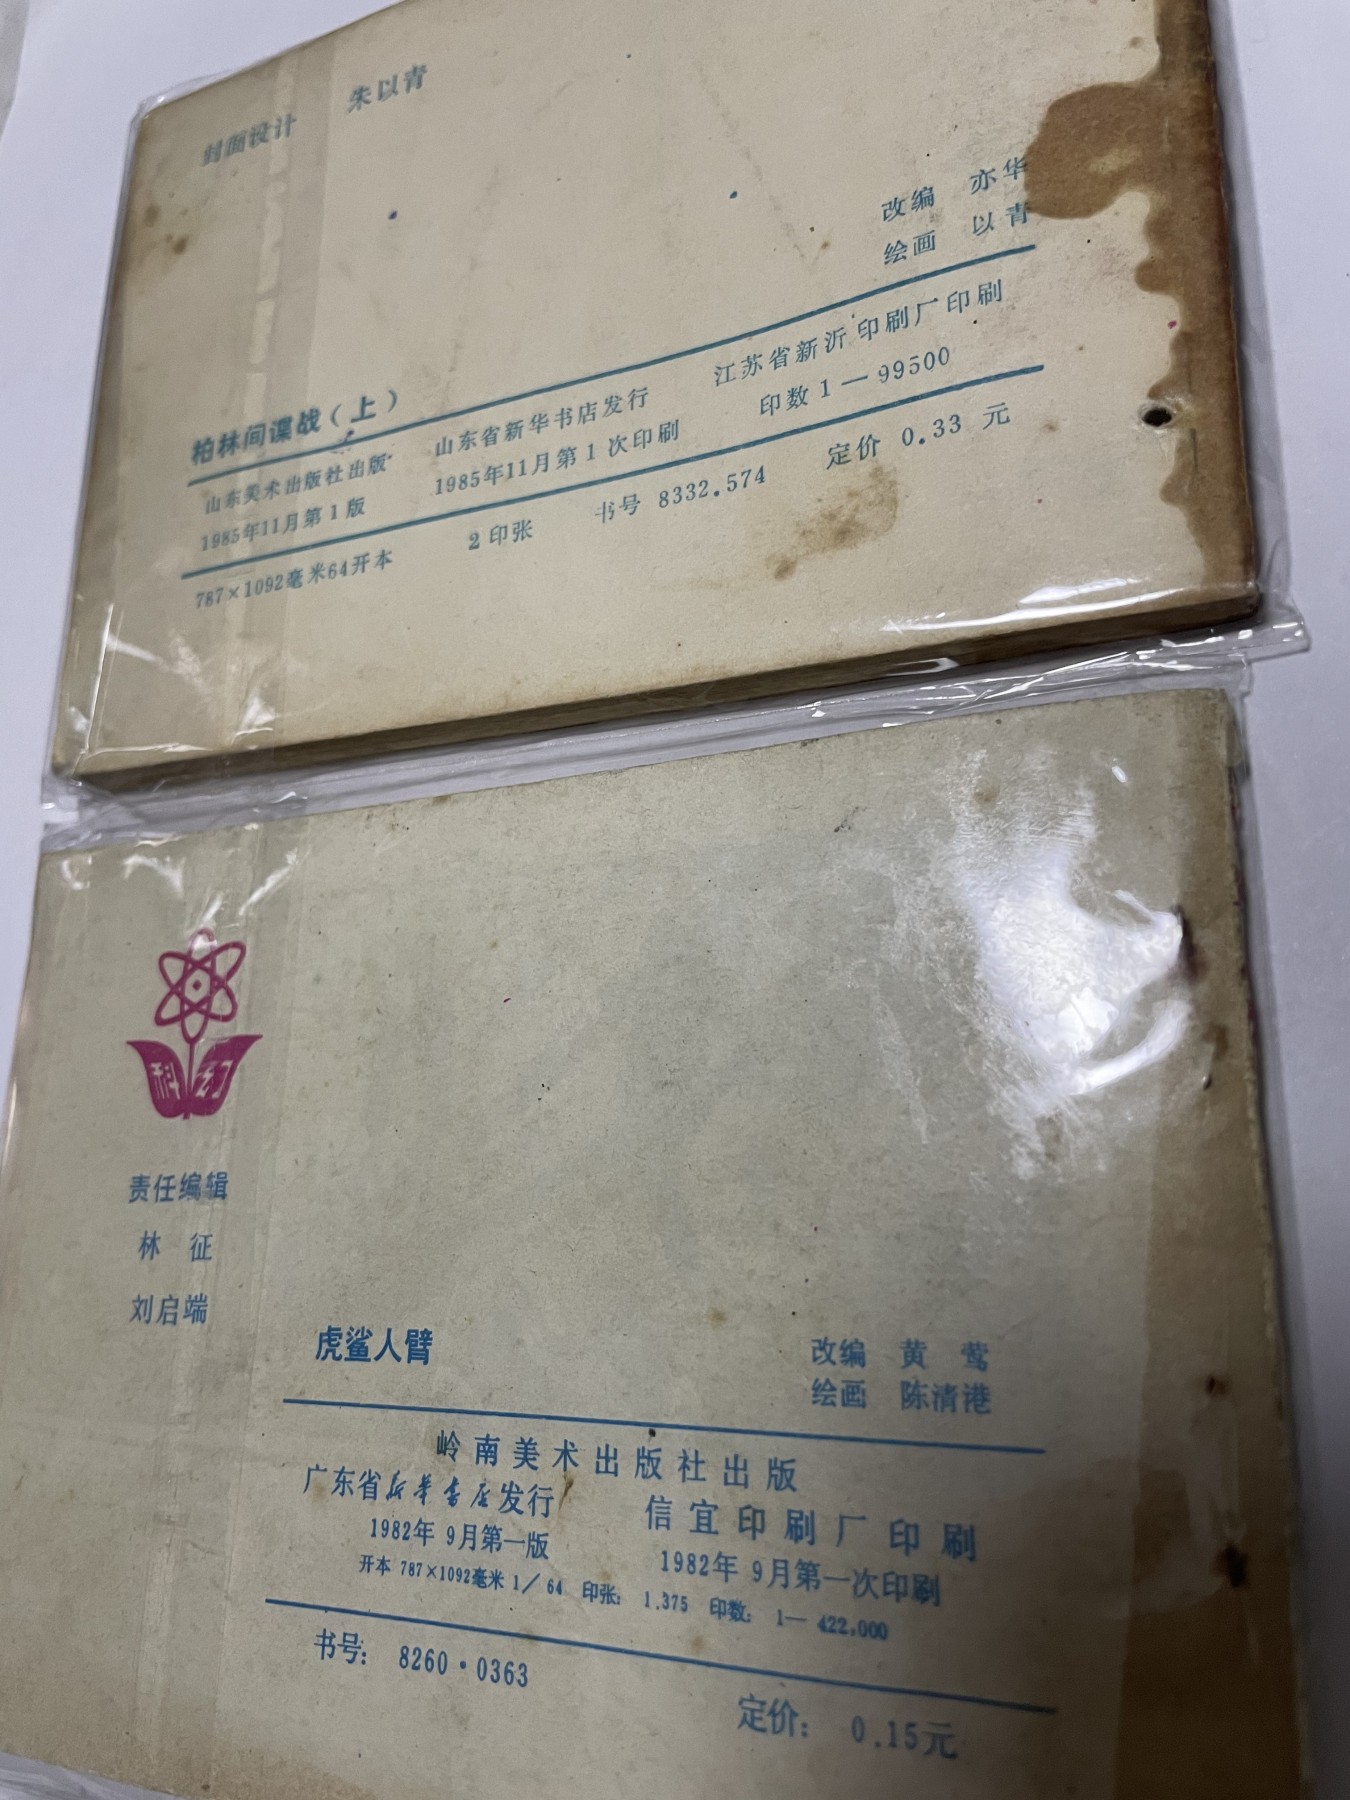 封面设计 朱以青
改编 亦华
绘画 以青
柏林间谍战(上)
山东美术出版社出版 山东省新华书店发行 江苏省新沂印刷厂印刷
1985年11月第1版 1985年11月第1次印刷 印数1—99500
787×1092毫米64开本 2印张 书号 8332.574 定价 0.33 元
科幻
责任编辑
林 征
刘启端
虎鲨人臂
改编 黄 莺
绘画 陈清港
岭南美术出版社出版
广东省新华书店发行 信宜印刷厂印刷
1982年 9月第一版 1982年 9月第一次印刷
开本 787×1092毫米 1/64 印张: 1.375 印数: 1—422,000
书号: 8260·0363
定价: 0.15元